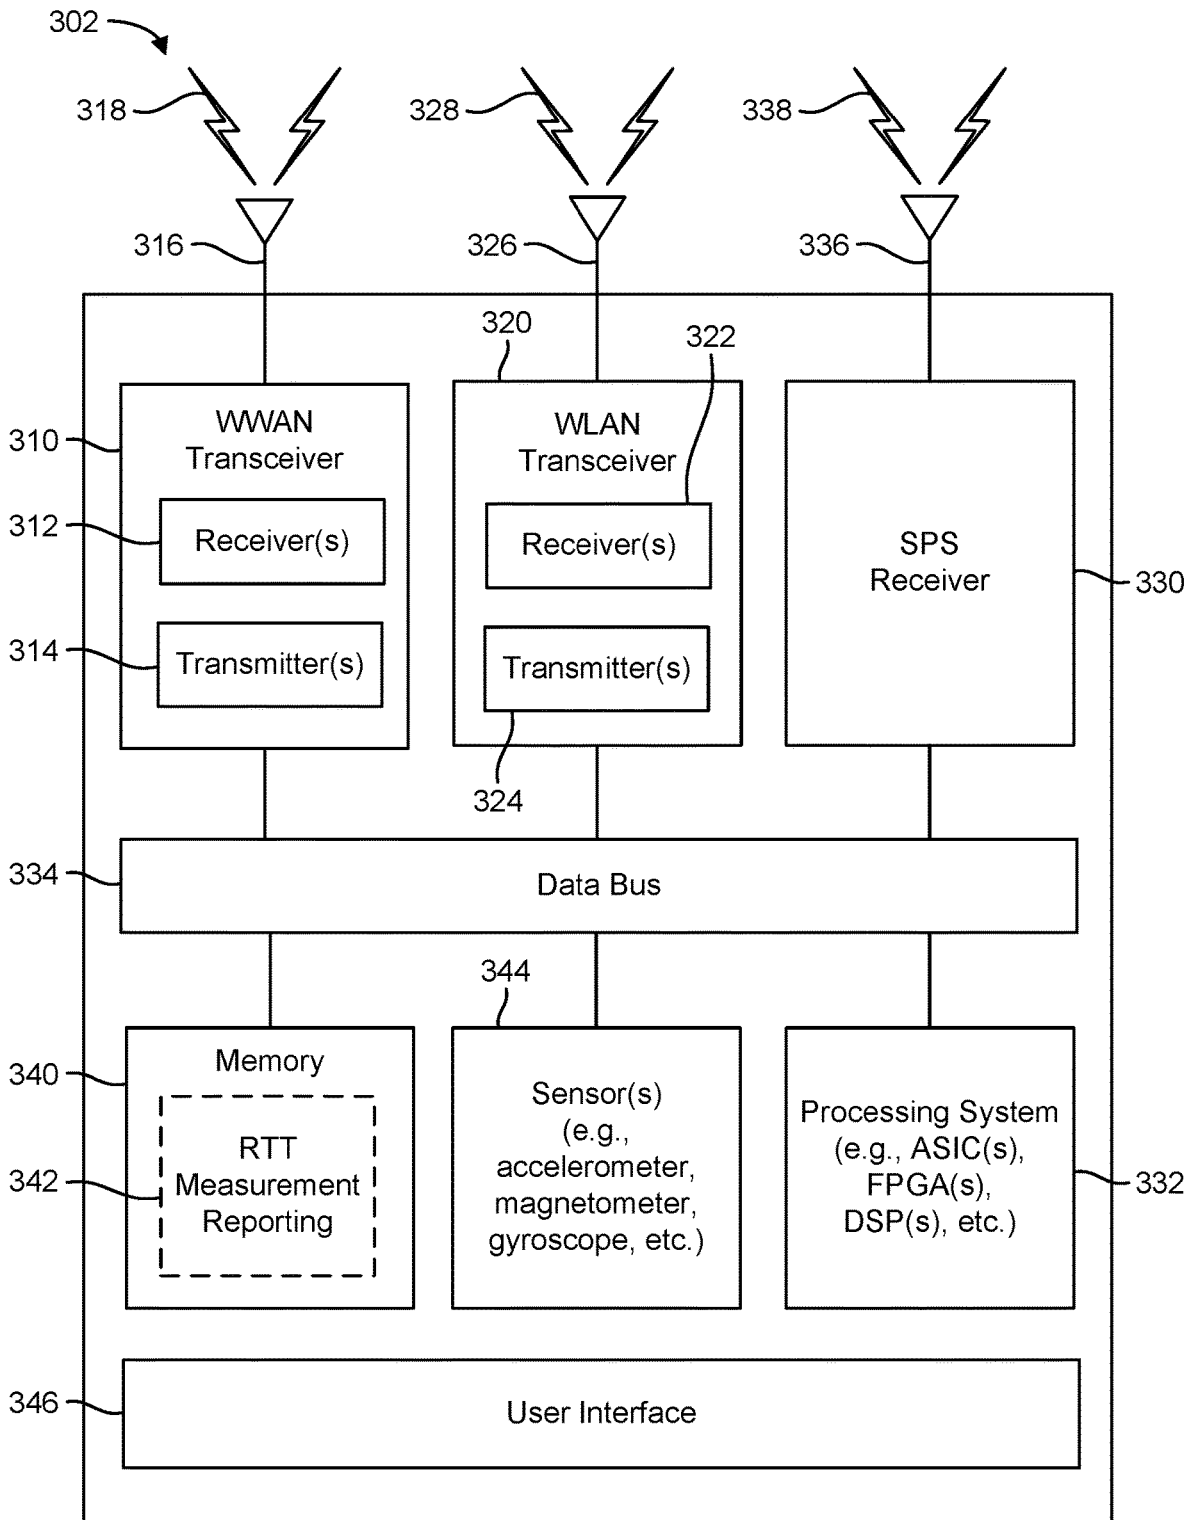 302
318
328
338
316
326
336
320
322
310
WWAN
Transceiver
WLAN
Transceiver
312
Receiver(s)
Receiver(s)
SPS
Receiver
330
314
Transmitter(s)
Transmitter(s)
324
334
Data Bus
344
340
Memory
342
RTT
Measurement
Reporting
Sensor(s)
(e.g.,
accelerometer,
magnetometer,
gyroscope, etc.)
Processing System
(e.g., ASIC(s),
FPGA(s),
DSP(s), etc.)
332
346
User Interface